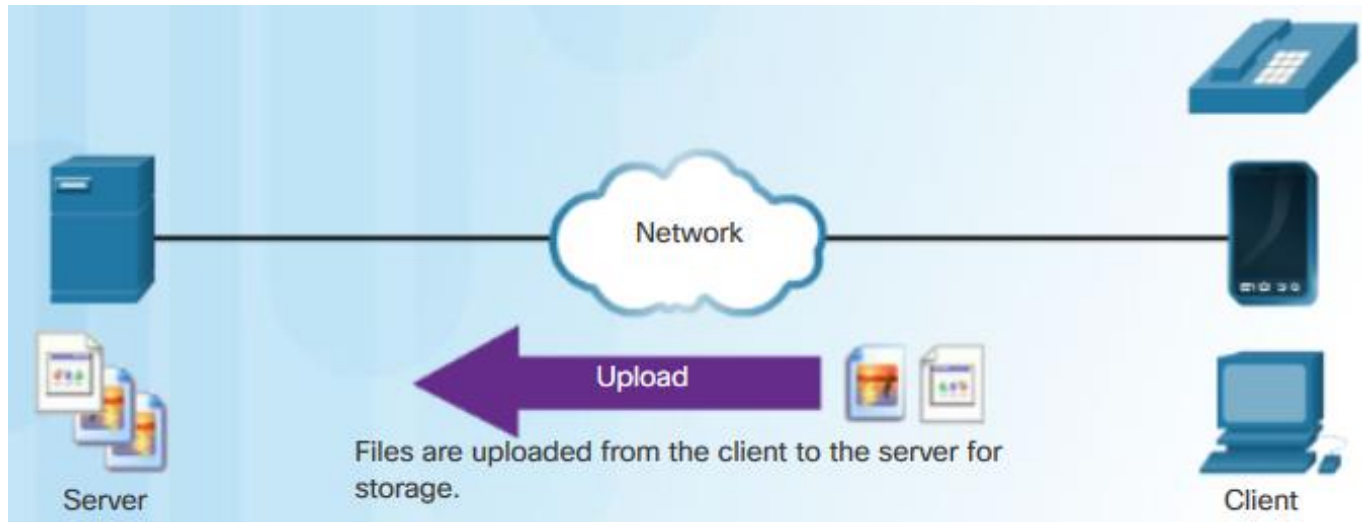 Network
Upload
Files are uploaded from the client to the server for
storage.
Server
Client